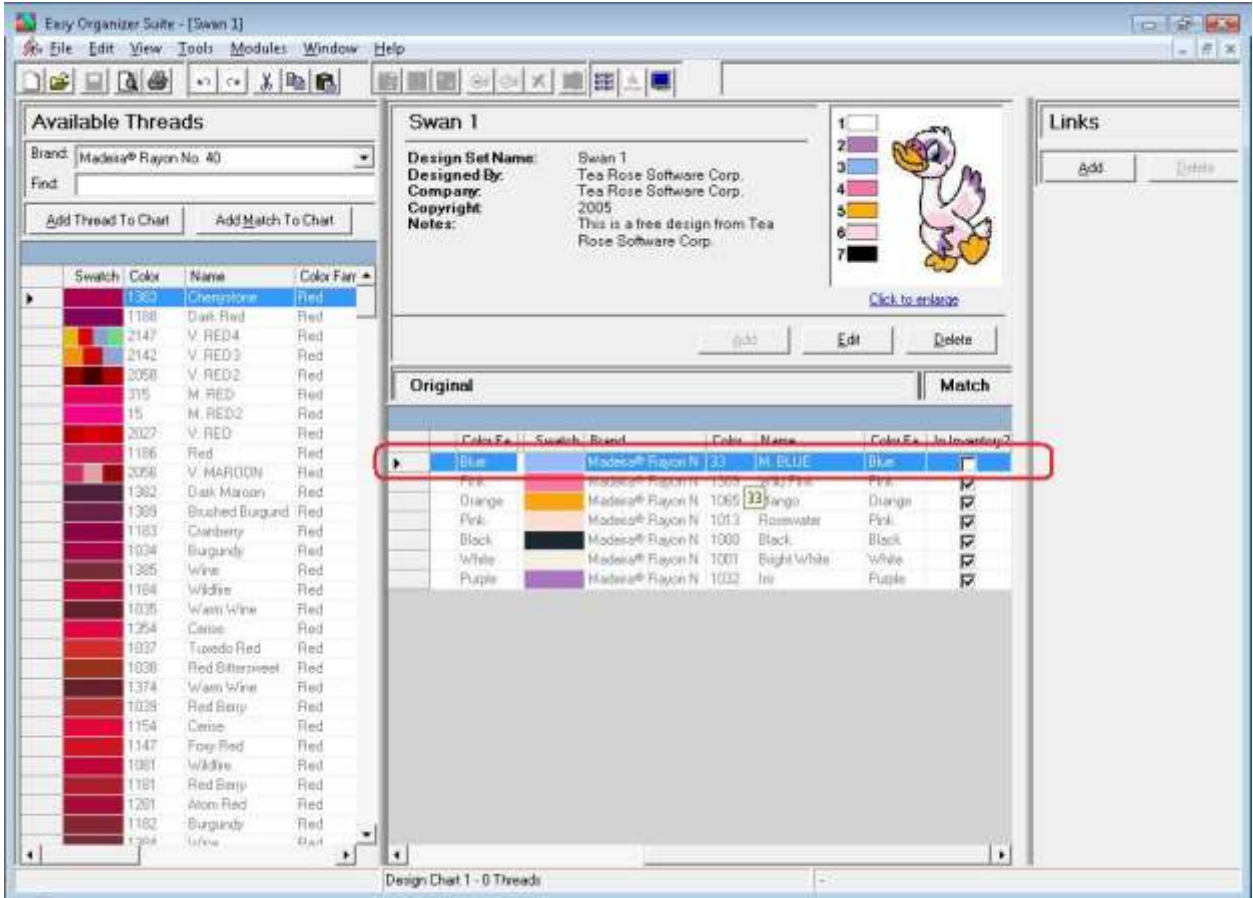 Easy Organizer Suite - [Swan 1]
File Edit View Tools Modules Window Help
Available Threads
Brand: Madeira® Rayon No. 40
Find:
Add Thread To Chart Add Match To Chart
Swatch Color Name Color Fam
1383 Cherrystone Red
1188 Dark Red Red
2147 V. RED4 Red
2142 V. RED3 Red
2058 V. RED2 Red
315 M. RED Red
15 M. RED2 Red
2027 V. RED Red
1186 Red Red
2056 V. MAROON Red
1382 Dark Maroon Red
1389 Brushed Burgund Red
1183 Cranberry Red
1034 Burgundy Red
1385 Wine Red
1184 Wildfire Red
1035 Warm Wine Red
1354 Cerise Red
1037 Tuxedo Red Red
1038 Red Bittersweet Red
1374 Warm Wine Red
1039 Red Berry Red
1154 Cerise Red
1147 Foxy Red Red
1081 Wildfire Red
1181 Red Berry Red
1281 Atom Red Red
1182 Burgundy Red
Wine Red
Swan 1
Design Set Name: Swan 1
Designed By: Tea Rose Software Corp.
Company: Tea Rose Software Corp.
Copyright: 2005
Notes: This is a free design from Tea
Rose Software Corp.
1
2
3
4
5
6
7
Click to enlarge
Add Edit Delete
Original Match
Color Fa Swatch Brand Color Name Color Fa In Inventory?
Blue Madeira® Rayon N 33 M. BLUE Blue
Pink Madeira® Rayon N Pink
Orange Madeira® Rayon N 1065 33 Mango Orange
Pink Madeira® Rayon N 1013 Rosewater Pink
Black Madeira® Rayon N 1000 Black Black
White Madeira® Rayon N 1001 Bright White White
Purple Madeira® Rayon N 1032 Iris Purple
Links
Add Delete
Design Chart 1 - 0 Threads
-